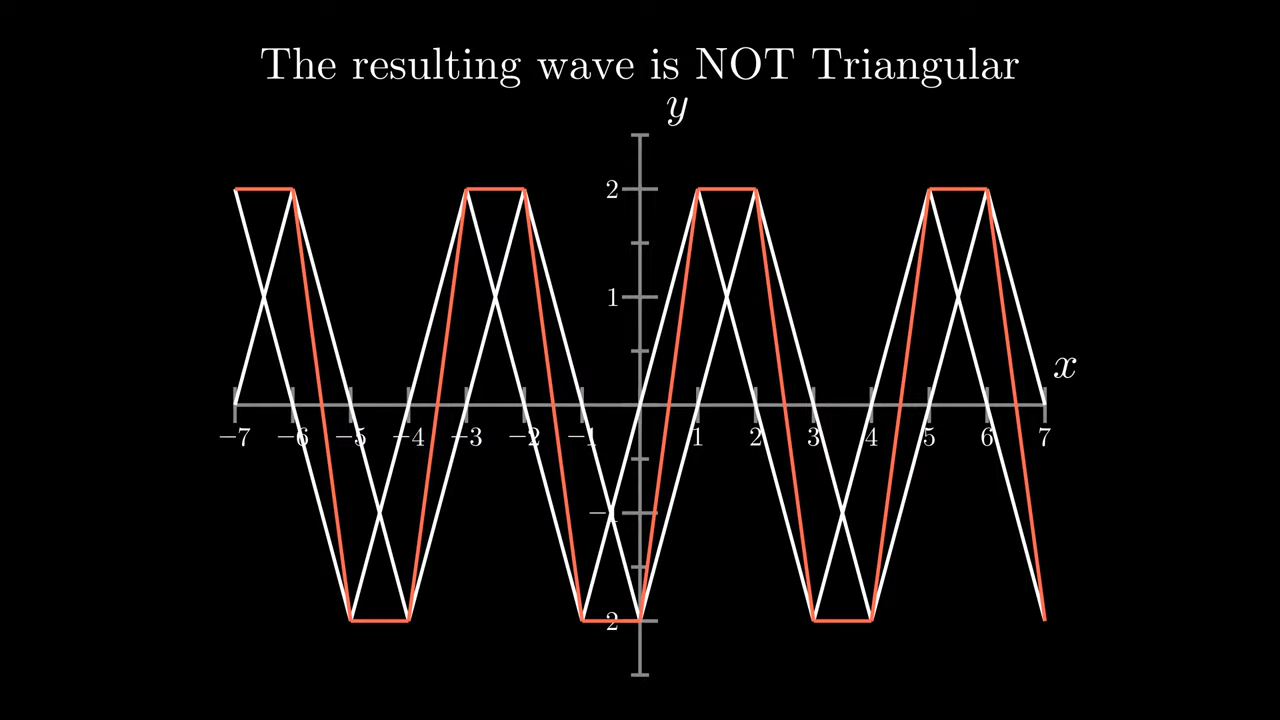 The resulting wave is NOT Triangular
y
2
1
x
−7 −6 −5 −4 −3 −2 −1 1 2 3 4 5 6 7
−1
2